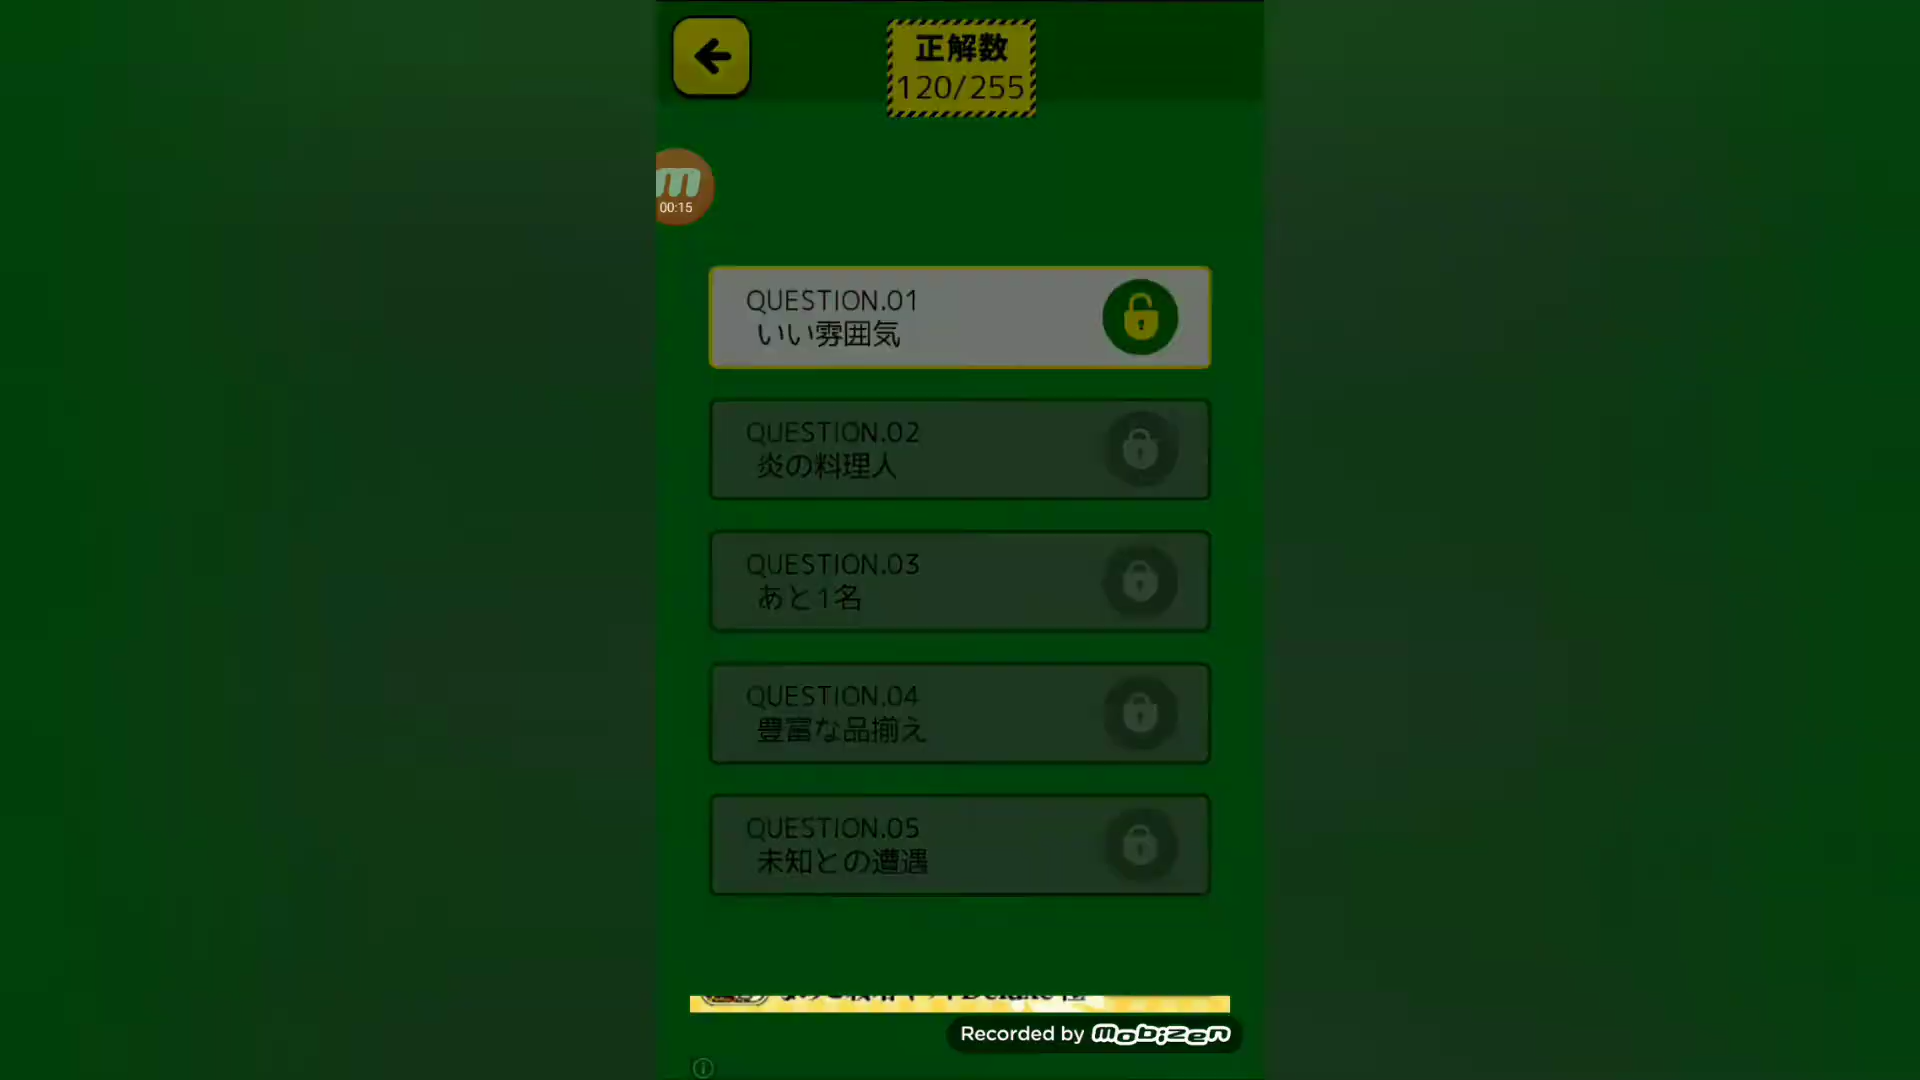 正解数
120/255
m
00:15
QUESTION.01
いい雰囲気
QUESTION.02
炎の料理人
QUESTION.03
あと1名
QUESTION.04
豊富な品揃え
QUESTION.05
未知との遭遇
Recorded by mobizen